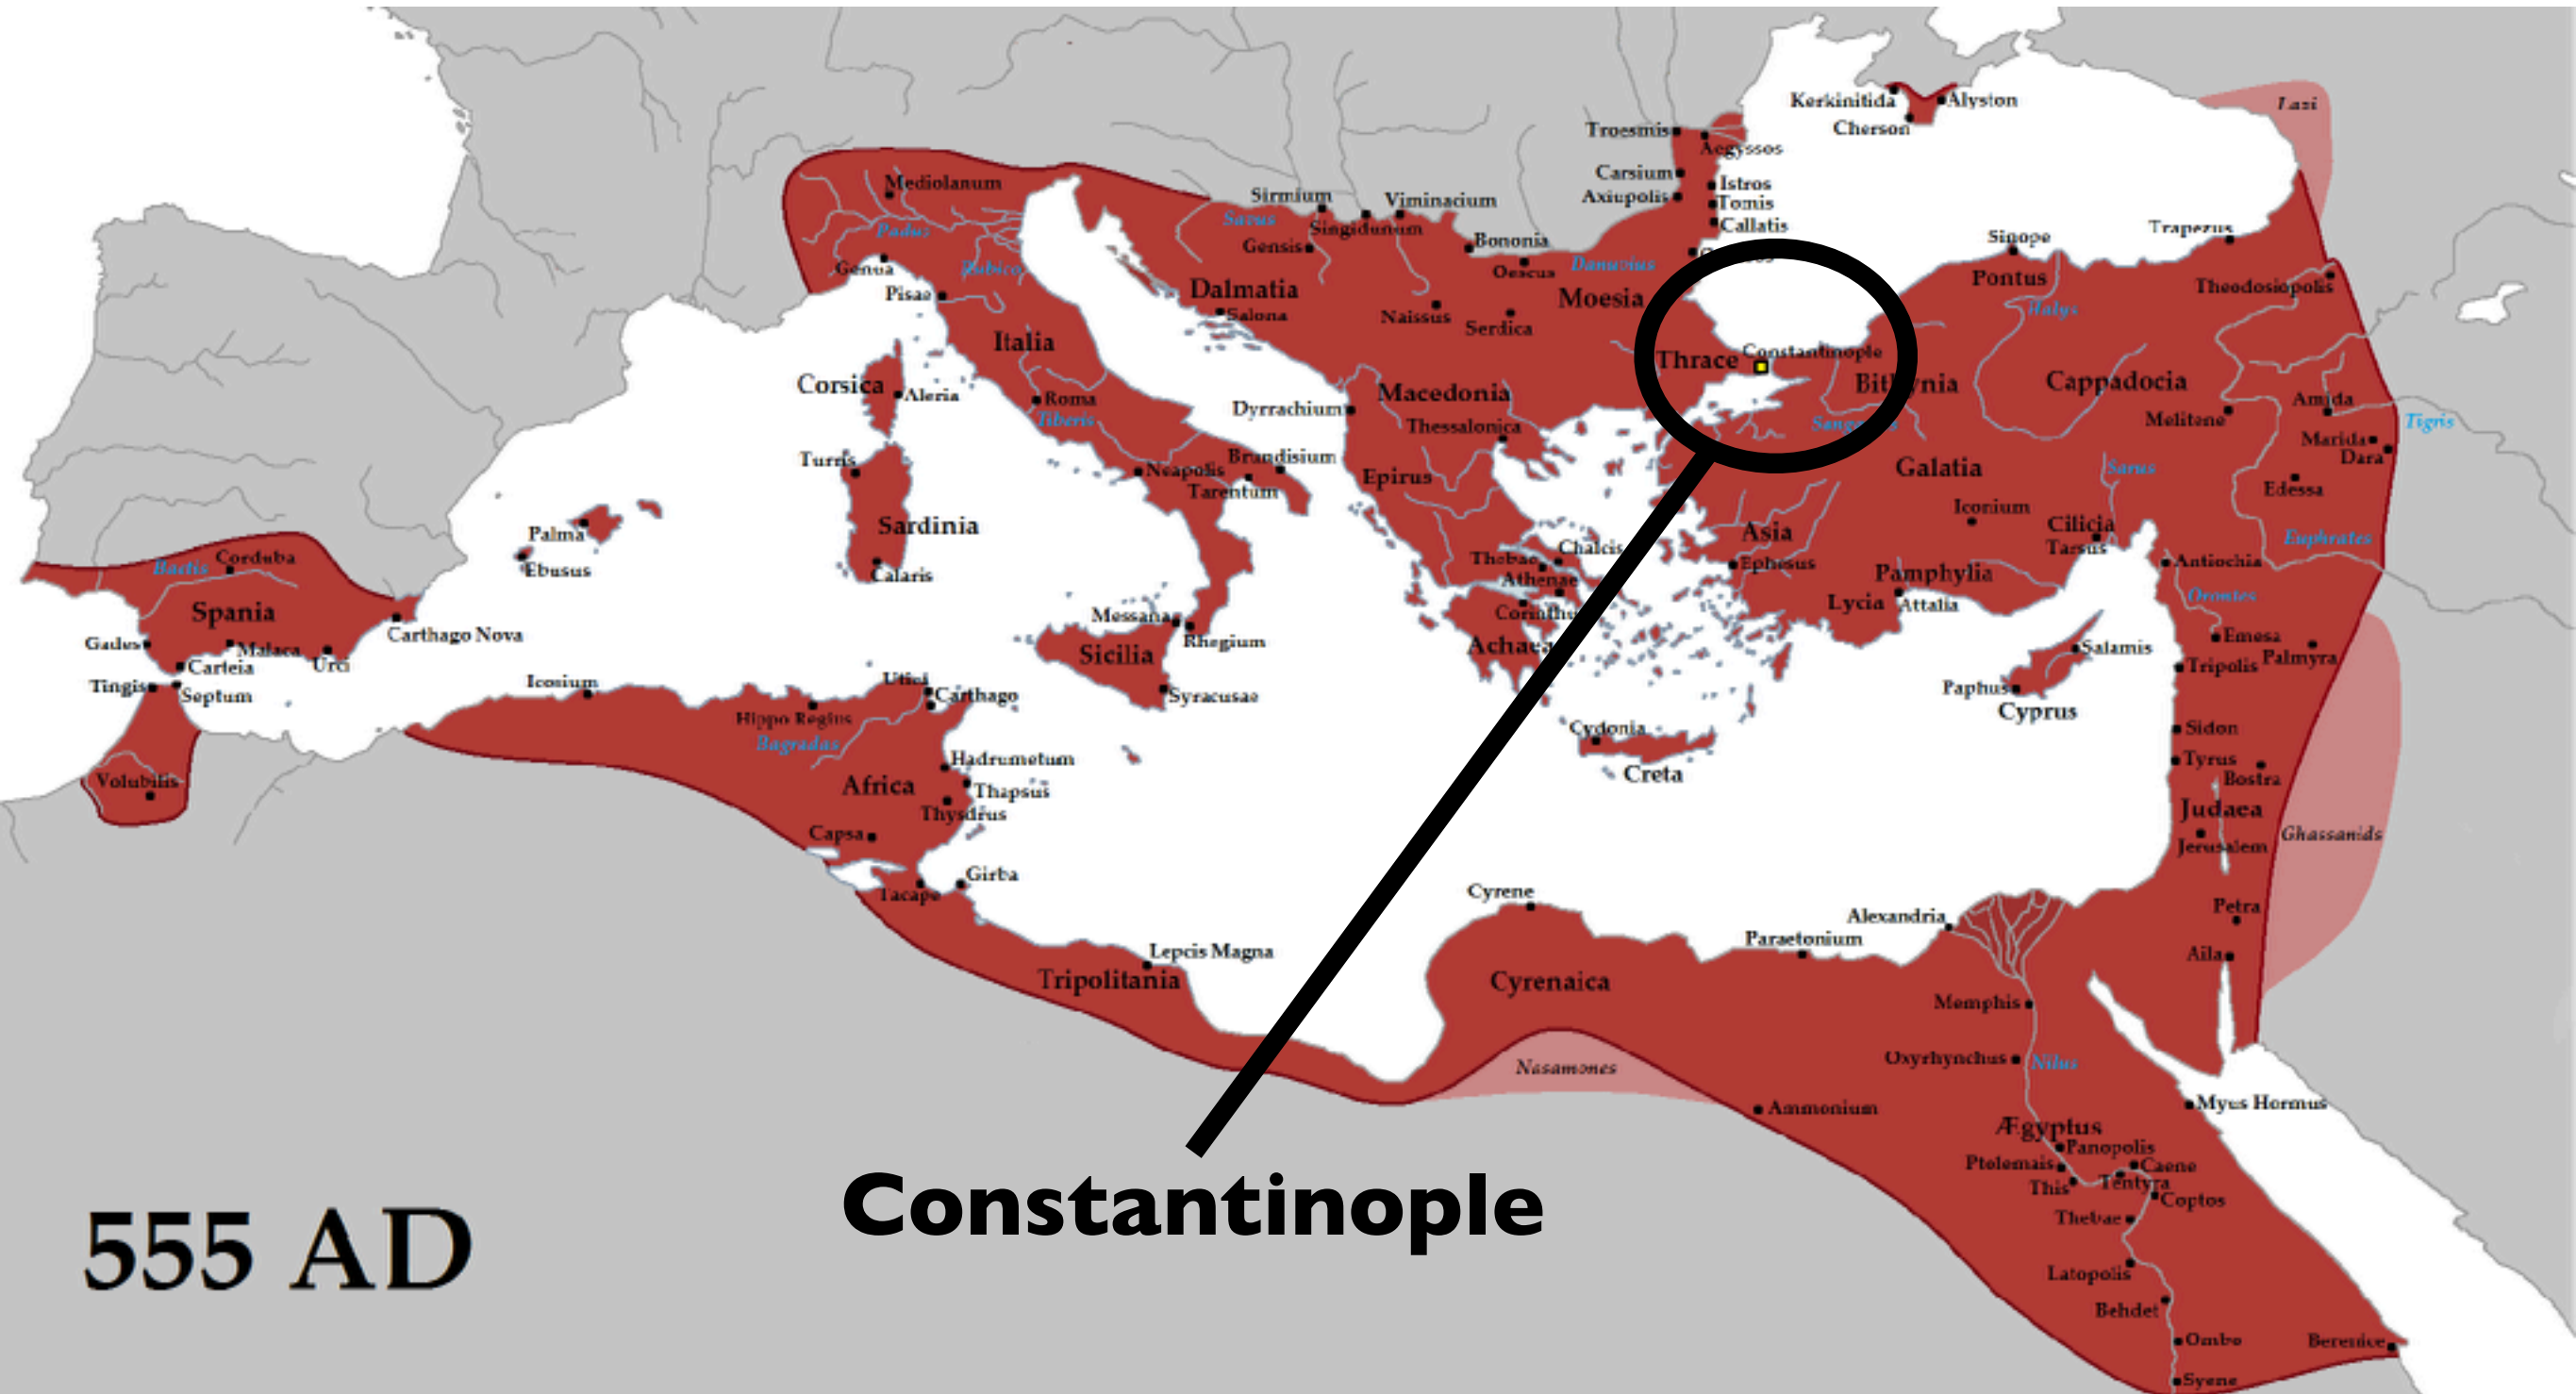 Kerkinitida
Alyston
Cherson
Lazi
Troesmis
Aegyssos
Carsium
Istros
Axiupolis
Tomis
Callatis
Mediolanum
Sirmium
Viminacium
Savus
Singidunum
Padus
Gensis
Bononia
Sinope
Trapezus
Genua
Rubico
Oescus
Danuvius
Pontus
Theodosiopolis
Pisae
Dalmatia
Moesia
Halys
Salona
Naissus
Serdica
Italia
Thrace
Constantinople
Corsica
Aleria
Roma
Macedonia
Bithynia
Cappadocia
Amida
Tiberis
Dyrrachium
Thessalonica
Melitene
Tigris
Turris
Neapolis
Brundisium
Tarentum
Epirus
Galatia
Sarus
Marida
Dara
Edessa
Palma
Sardinia
Iconium
Cilicia
Tarsus
Asia
Euphrates
Corduba
Baetis
Ebusus
Calaris
Thebae
Chalcis
Athenae
Ephesus
Pamphylia
Antiochia
Spania
Lycia
Attalia
Orontes
Gades
Malaca
Urci
Carthago Nova
Messana
Rhegium
Achaea
Emesa
Palmyra
Carteia
Sicilia
Salamis
Tripolis
Tingis
Septum
Icosium
Carthago
Syracusae
Paphus
Cyprus
Hippo Regius
Bagradas
Cydonia
Sidon
Volubilis
Hadrumetum
Creta
Tyrus
Bostra
Africa
Thapsus
Thysdrus
Judaea
Capsa
Jerusalem
Ghassanids
Girba
Tacape
Cyrene
Alexandria
Petra
Lepcis Magna
Paraetonium
Aila
Tripolitania
Cyrenaica
Memphis
Nasamones
Oxyrhynchus
Nilus
Ammonium
Myus Hormus
Ægyptus
Panopolis
Ptolemais
Caene
This
Tentyra
Coptos
Constantinople
Thebae
555 AD
Latopolis
Behdet
Ombo
Berenice
Syene